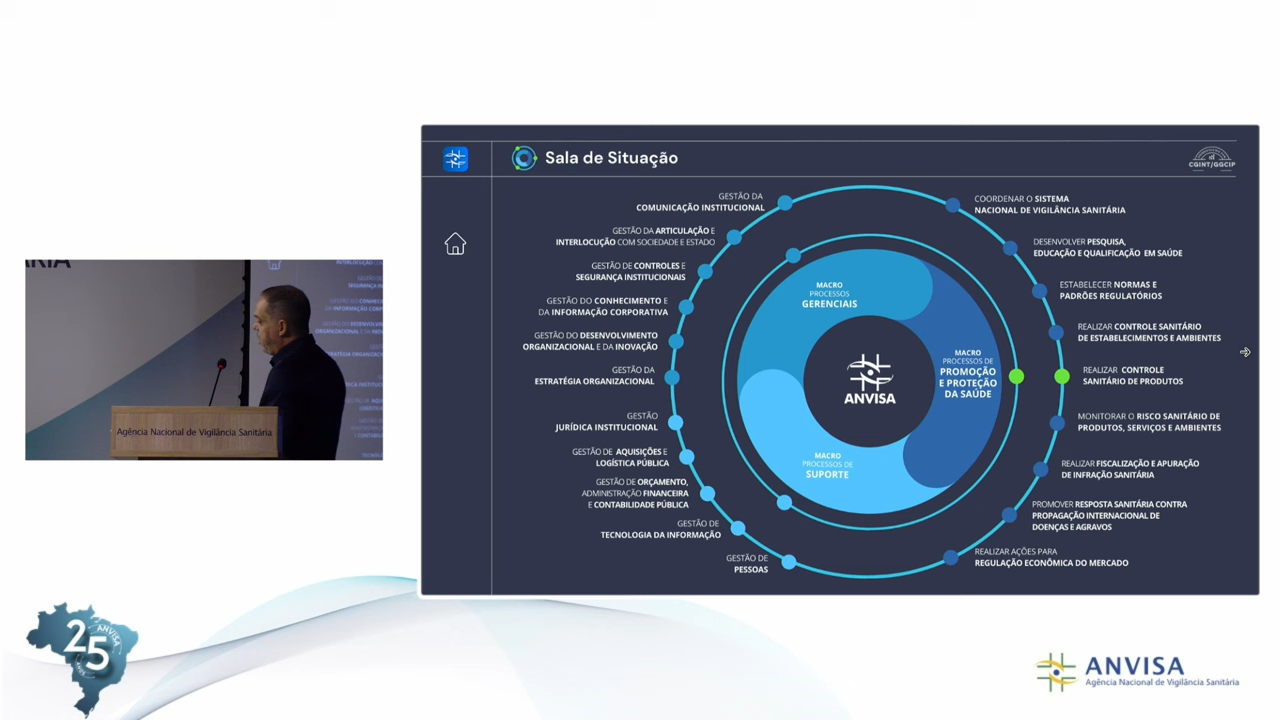 Sala de Situação
CGINT/GGCIP
GESTÃO DA
COMUNICAÇÃO INSTITUCIONAL
GESTÃO DA ARTICULAÇÃO E
INTERLOCUÇÃO COM SOCIEDADE E ESTADO
GESTÃO DE CONTROLES E
SEGURANÇA INSTITUCIONAIS
GESTÃO DO CONHECIMENTO E
DA INFORMAÇÃO CORPORATIVA
GESTÃO DO DESENVOLVIMENTO
ORGANIZACIONAL E DA INOVAÇÃO
GESTÃO DA
ESTRATÉGIA ORGANIZACIONAL
GESTÃO
JURÍDICA INSTITUCIONAL
GESTÃO DE AQUISIÇÕES E
LOGÍSTICA PÚBLICA
GESTÃO DE ORÇAMENTO,
ADMINISTRAÇÃO FINANCEIRA
E CONTABILIDADE PÚBLICA
GESTÃO DE
TECNOLOGIA DA INFORMAÇÃO
GESTÃO DE
PESSOAS
MACRO
PROCESSOS
GERENCIAIS
MACRO
PROCESSOS DE
PROMOÇÃO
E PROTEÇÃO
DA SAÚDE
ANVISA
MACRO
PROCESSOS DE
SUPORTE
COORDENAR O SISTEMA
NACIONAL DE VIGILÂNCIA SANITÁRIA
DESENVOLVER PESQUISA,
EDUCAÇÃO E QUALIFICAÇÃO EM SAÚDE
ESTABELECER NORMAS E
PADRÕES REGULATÓRIOS
REALIZAR CONTROLE SANITÁRIO
DE ESTABELECIMENTOS E AMBIENTES
REALIZAR CONTROLE
SANITÁRIO DE PRODUTOS
MONITORAR O RISCO SANITÁRIO DE
PRODUTOS, SERVIÇOS E AMBIENTES
REALIZAR FISCALIZAÇÃO E APURAÇÃO
DE INFRAÇÃO SANITÁRIA
PROMOVER RESPOSTA SANITÁRIA CONTRA
PROPAGAÇÃO INTERNACIONAL DE
DOENÇAS E AGRAVOS
REALIZAR AÇÕES PARA
REGULAÇÃO ECONÔMICA DO MERCADO
Agência Nacional de Vigilância Sanitária
25
ANVISA
ANOS
ANVISA
Agência Nacional de Vigilância Sanitária